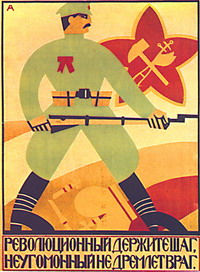 А
РЕВОЛЮЦИОННЫЙ ДЕРЖИТЕ ШАГ,
НЕУГОМОННЫЙ НЕ ДРЕМЛЕТ ВРАГ.